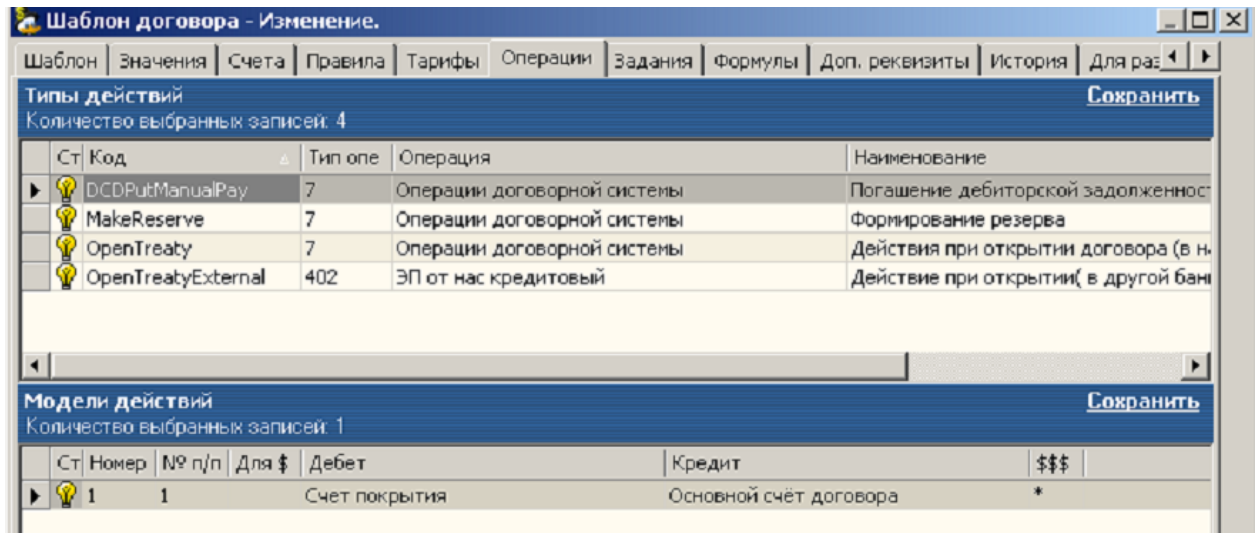 Шаблон договора - Изменение.
Шаблон Значения Счета Правила Тарифы Операции Задания Формулы Доп. реквизиты История Для раз
Типы действий Сохранить
Количество выбранных записей: 4
Ст Код Тип опе Операция Наименование
DCDPutManualPay 7 Операции договорной системы Погашение дебиторской задолженност
MakeReserve 7 Операции договорной системы Формирование резерва
OpenTreaty 7 Операции договорной системы Действия при открытии договора (в н
OpenTreatyExternal 402 ЭП от нас кредитовый Действие при открытии( в другой бан
Модели действий Сохранить
Количество выбранных записей: 1
Ст Номер № п/п Для $ Дебет Кредит $$$
1 1 Счет покрытия Основной счёт договора *